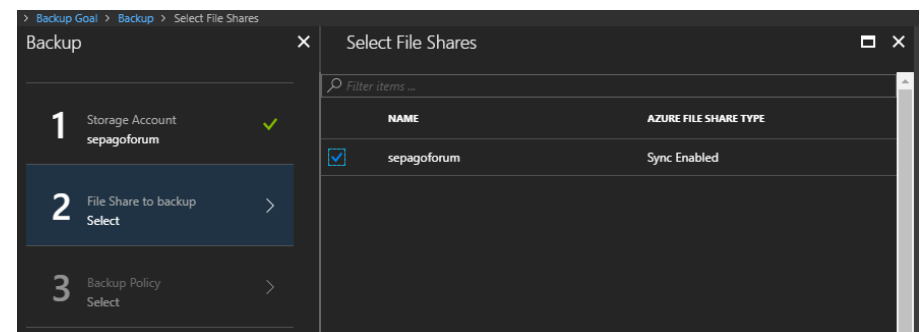 > Backup Goal > Backup > Select File Shares
Backup
Select File Shares
Filter items ...
1
Storage Account
sepagoforum
2
File Share to backup
Select
3
Backup Policy
Select
NAME
AZURE FILE SHARE TYPE
sepagoforum
Sync Enabled